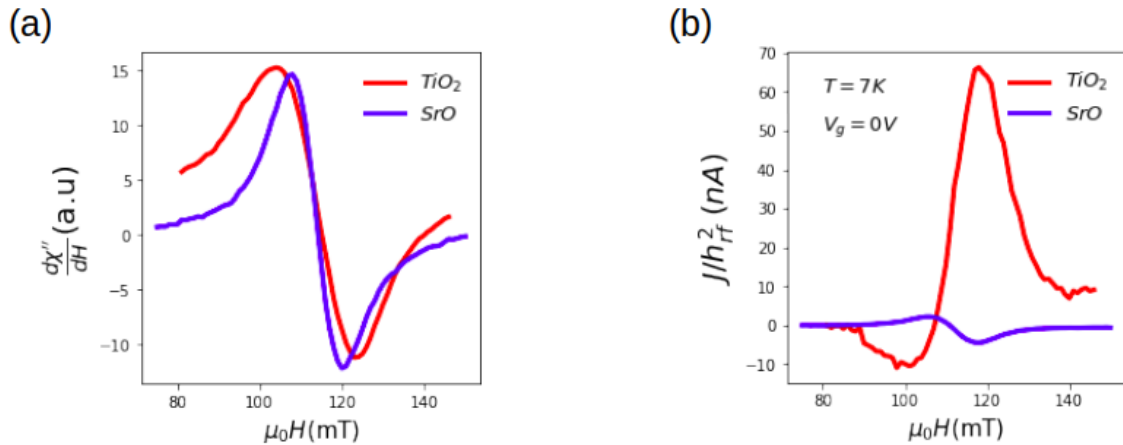 (a)
15
10
5
0
−5
−10
dχ''/dH (a.u)
TiO₂
SrO
80 100 120 140
μ₀H(mT)
(b)
70
60
50
40
30
20
10
0
−10
J/h²rf (nA)
T = 7K
Vg = 0V
TiO₂
SrO
80 100 120 140
μ₀H(mT)